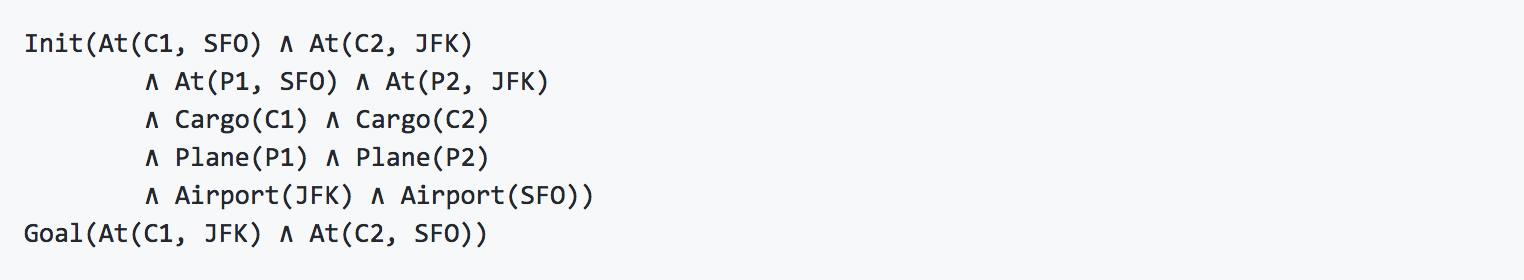 Init(At(C1, SFO) ∧ At(C2, JFK)
∧ At(P1, SFO) ∧ At(P2, JFK)
∧ Cargo(C1) ∧ Cargo(C2)
∧ Plane(P1) ∧ Plane(P2)
∧ Airport(JFK) ∧ Airport(SFO))
Goal(At(C1, JFK) ∧ At(C2, SFO))